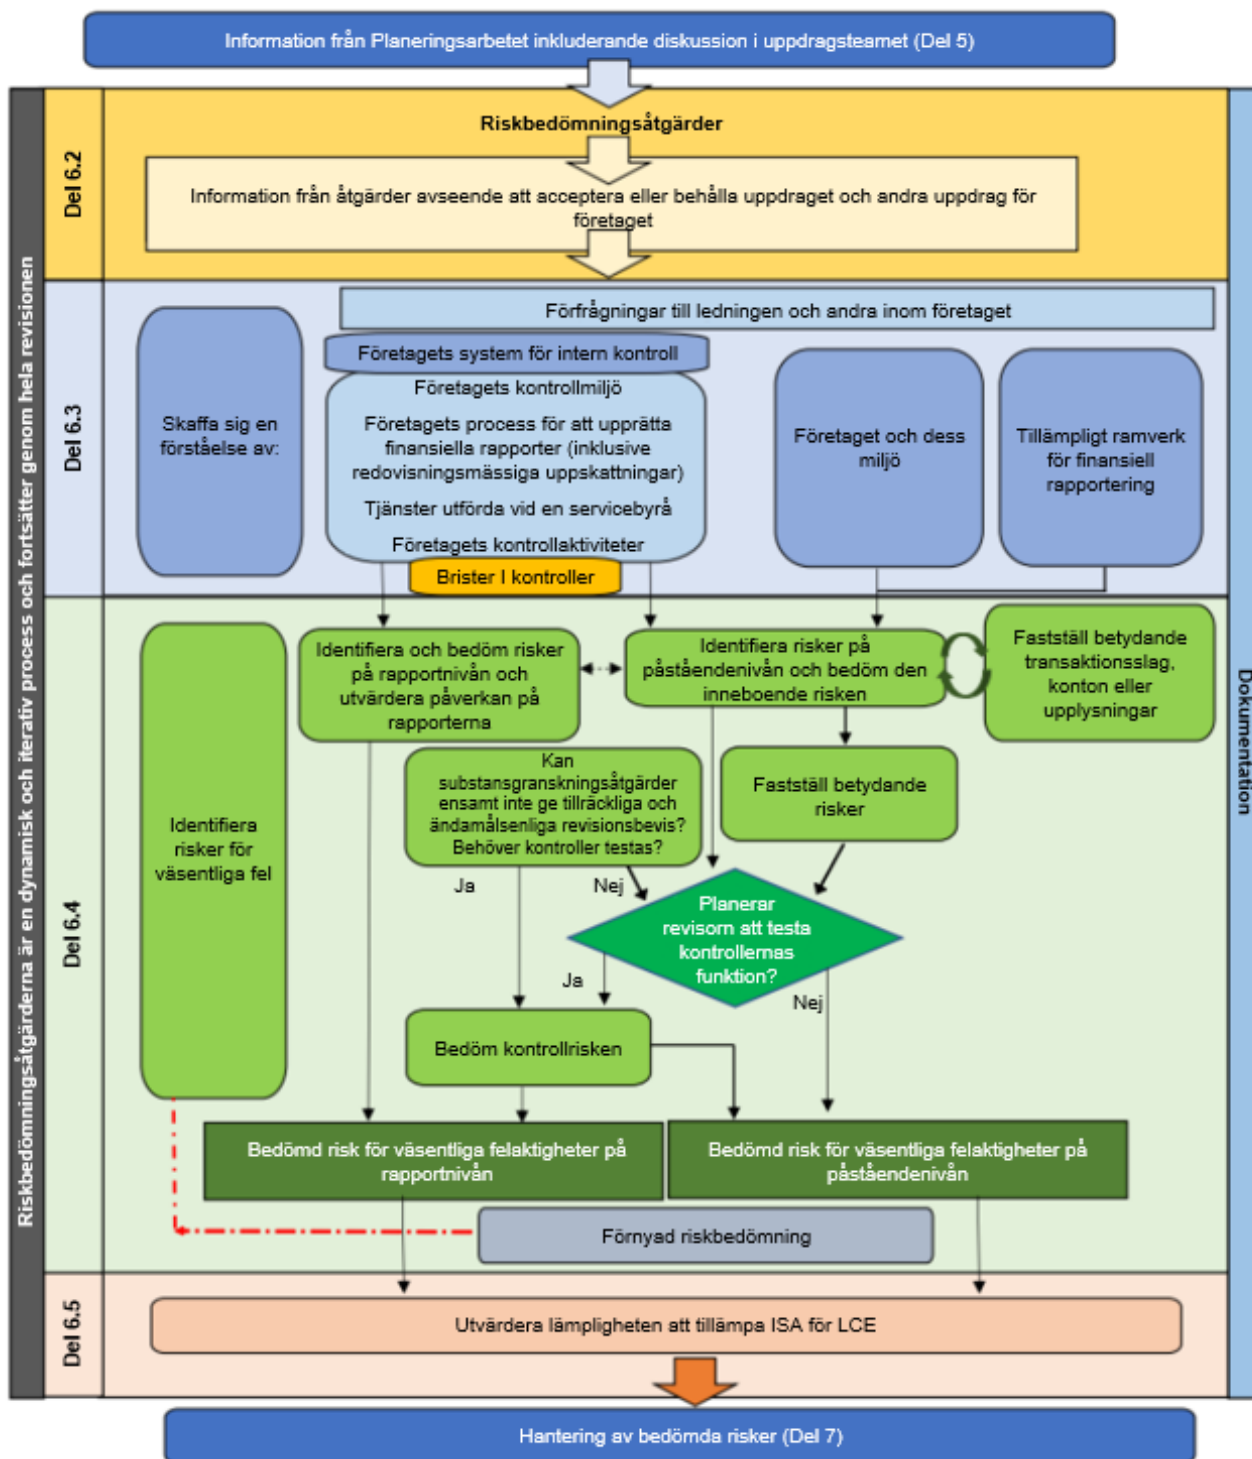 Information från Planeringsarbetet inkluderande diskussion i uppdragsteamet (Del 5)
Riskbedömningsåtgärderna är en dynamisk och iterativ process och fortsätter genom hela revisionen
Dokumentation
Del 6.2
Riskbedömningsåtgärder
Information från åtgärder avseende att acceptera eller behålla uppdraget och andra uppdrag för
företaget
Del 6.3
Förfrågningar till ledningen och andra inom företaget
Skaffa sig en
förståelse av:
Företagets system för intern kontroll
Företagets kontrollmiljö
Företagets process för att upprätta
finansiella rapporter (inklusive
redovisningsmässiga uppskattningar)
Tjänster utförda vid en servicebyrå
Företagets kontrollaktiviteter
Brister I kontroller
Företaget och dess
miljö
Tillämpligt ramverk
för finansiell
rapportering
Del 6.4
Identifiera
risker för
väsentliga fel
Identifiera och bedöm risker
på rapportnivån och
utvärdera påverkan på
rapporterna
Identifiera risker på
påståendenivån och bedöm den
inneboende risken
Fastställ betydande
transaktionsslag,
konton eller
upplysningar
Kan
substansgranskningsåtgärder
ensamt inte ge tillräckliga och
ändamålsenliga revisionsbevis?
Behöver kontroller testas?
Fastställ betydande
risker
Ja
Nej
Planerar
revisorn att testa
kontrollernas
funktion?
Ja
Nej
Bedöm kontrollrisken
Bedömd risk för väsentliga felaktigheter på
rapportnivån
Bedömd risk för väsentliga felaktigheter på
påståendenivån
Förnyad riskbedömning
Del 6.5
Utvärdera lämpligheten att tillämpa ISA för LCE
Hantering av bedömda risker (Del 7)